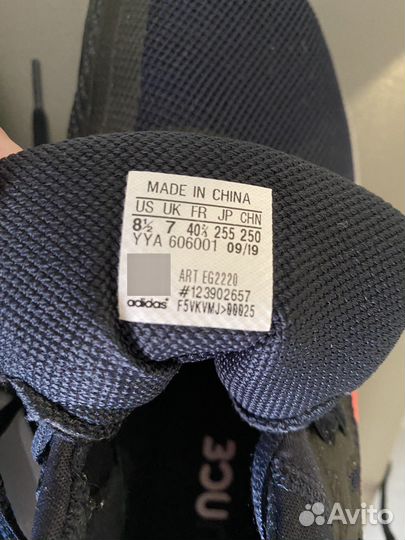 MADE IN CHINA
US UK FR JP CHN
8½ 7 40⅔ 255 250
YYA 606001 09/19
ART EG2220
#123902657
adidas F5VKVMJ>00025
Avito